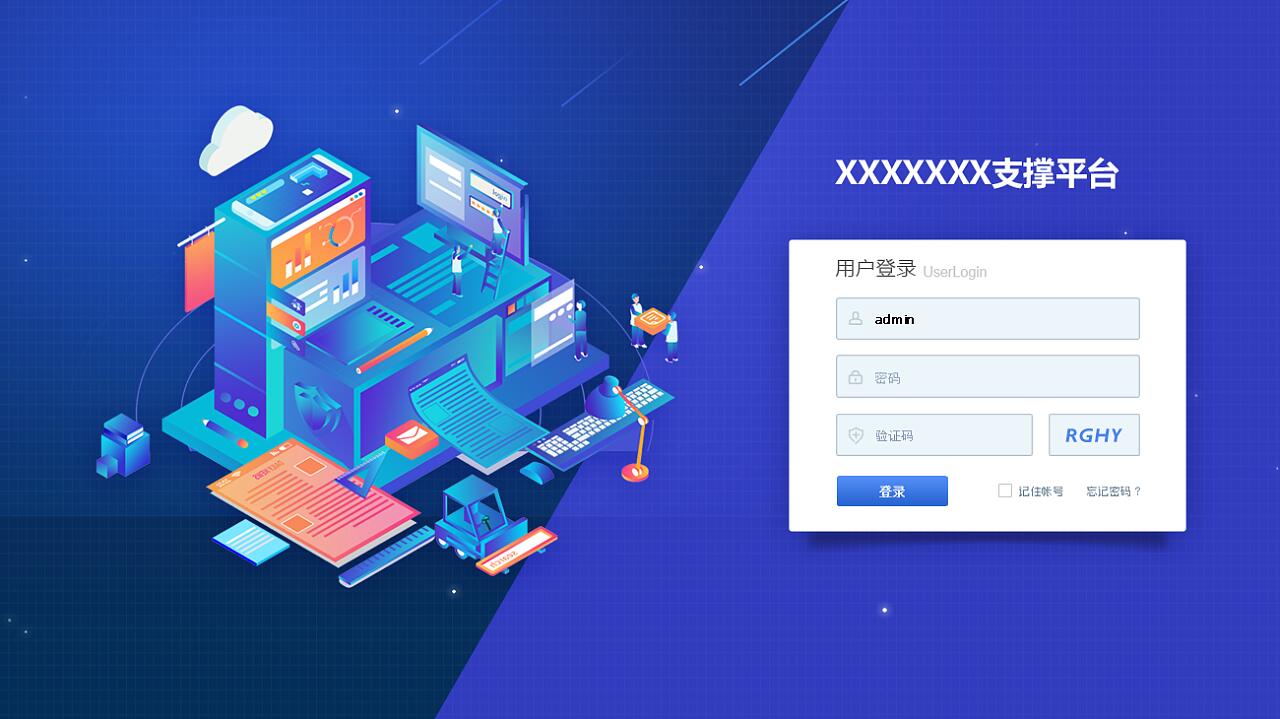 XXXXXXX支撑平台
用户登录 UserLogin
admin
密码
验证码 RGHY
登录 记住帐号 忘记密码？
login